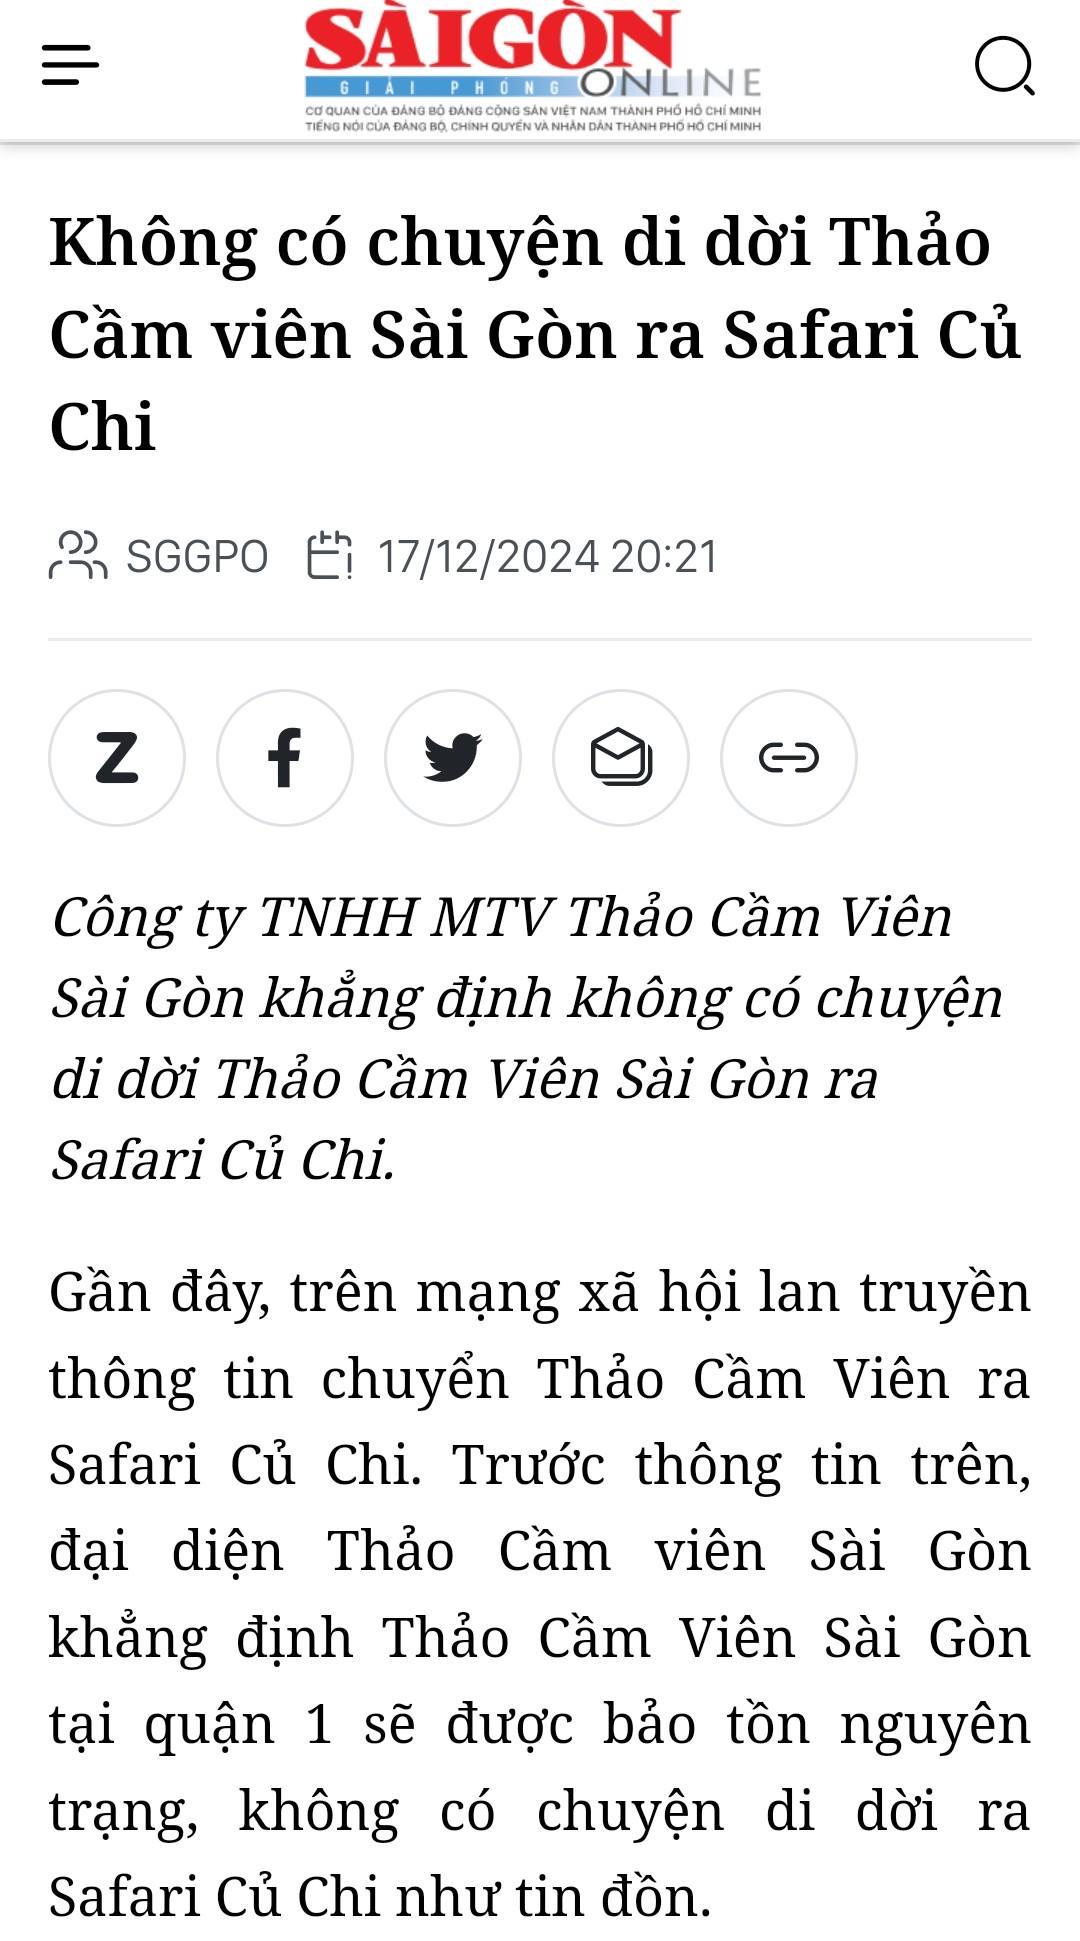 SÀIGÒN
GIẢI PHÓNG ONLINE
CƠ QUAN CỦA ĐẢNG BỘ ĐẢNG CỘNG SẢN VIỆT NAM THÀNH PHỐ HỒ CHÍ MINH
TIẾNG NÓI CỦA ĐẢNG BỘ, CHÍNH QUYỀN VÀ NHÂN DÂN THÀNH PHỐ HỒ CHÍ MINH
Không có chuyện di dời Thảo
Cầm viên Sài Gòn ra Safari Củ
Chi
SGGPO 17/12/2024 20:21
Công ty TNHH MTV Thảo Cầm Viên
Sài Gòn khẳng định không có chuyện
di dời Thảo Cầm Viên Sài Gòn ra
Safari Củ Chi.
Gần đây, trên mạng xã hội lan truyền
thông tin chuyển Thảo Cầm Viên ra
Safari Củ Chi. Trước thông tin trên,
đại diện Thảo Cầm viên Sài Gòn
khẳng định Thảo Cầm Viên Sài Gòn
tại quận 1 sẽ được bảo tồn nguyên
trạng, không có chuyện di dời ra
Safari Củ Chi như tin đồn.